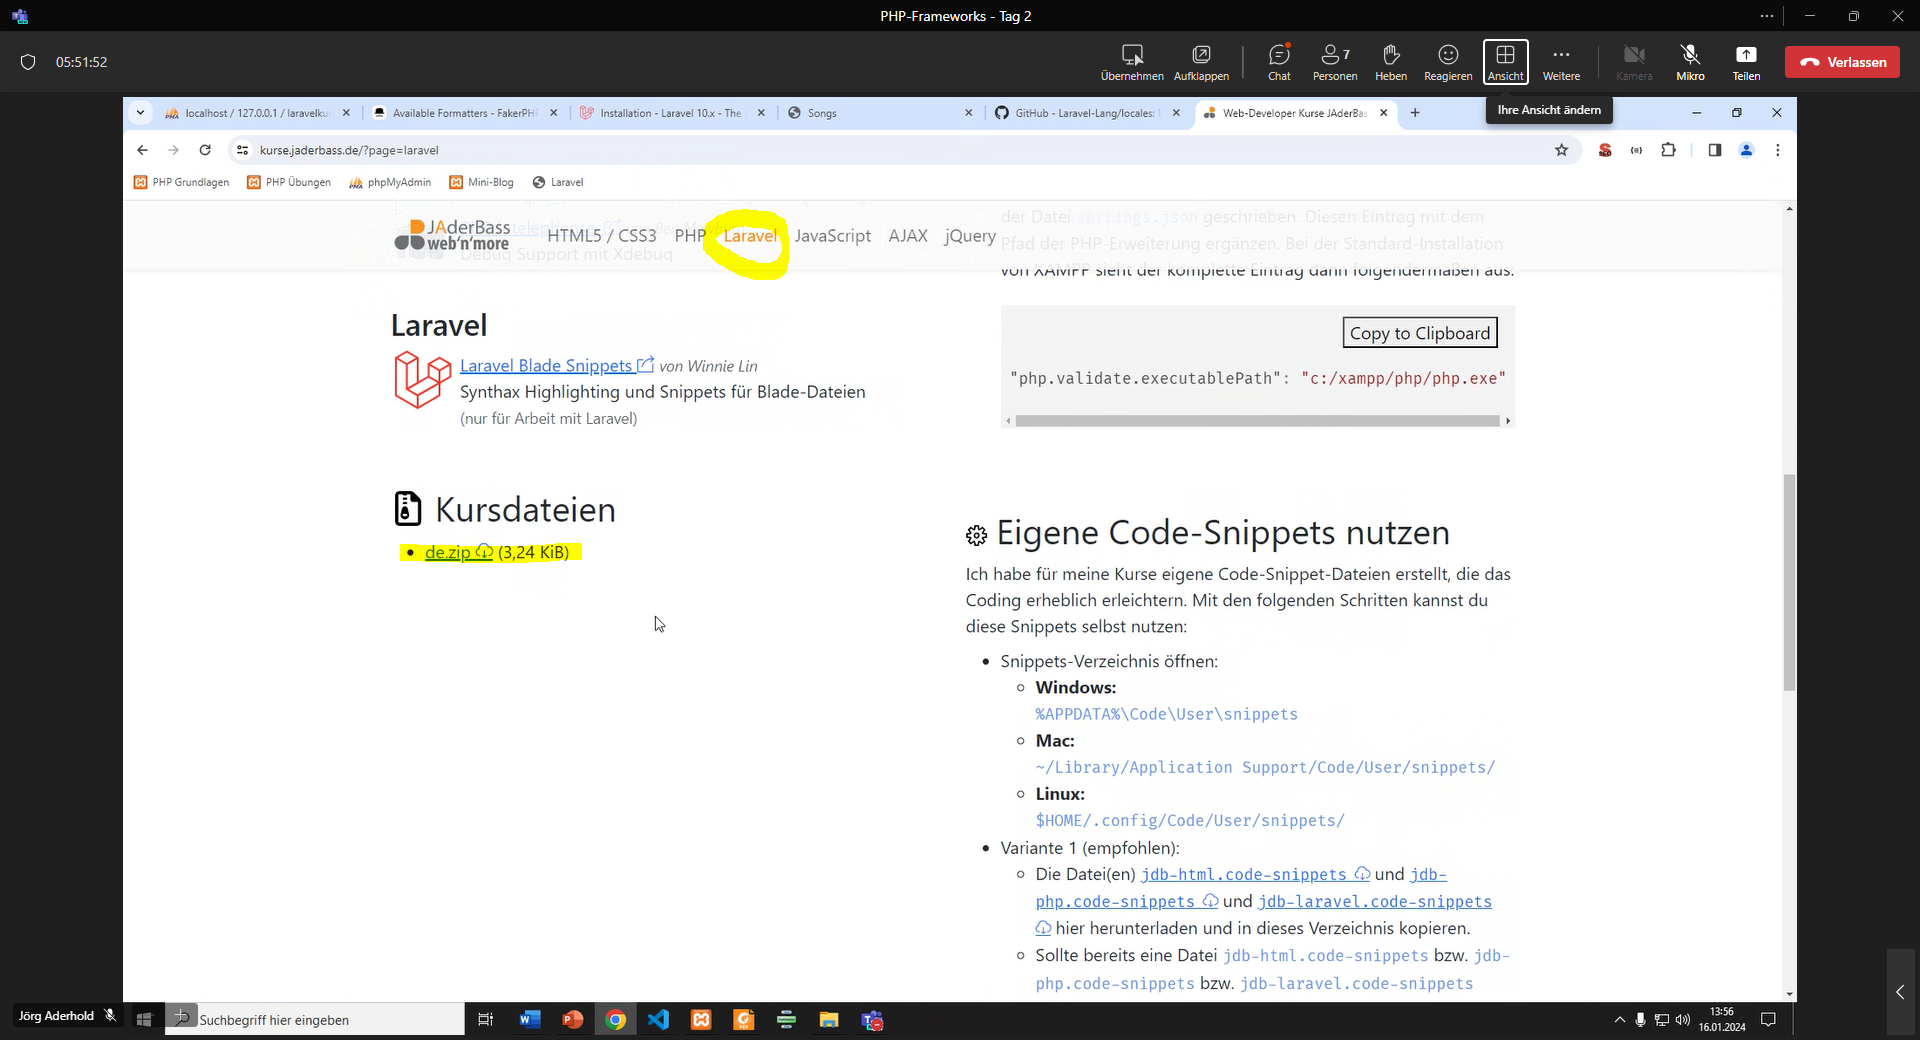 PHP-Frameworks - Tag 2
05:51:52
Übernehmen
Aufklappen
Chat
7
Personen
Heben
Reagieren
Ansicht
Weitere
Kamera
Mikro
Teilen
Verlassen
Ihre Ansicht ändern
localhost / 127.0.0.1 / laravelku
Available Formatters - FakerPHP
Installation - Laravel 10.x - The
Songs
GitHub - Laravel-Lang/locales:
Web-Developer Kurse JAderBas
kurse.jaderbass.de/?page=laravel
PHP Grundlagen
PHP Übungen
phpMyAdmin
Mini-Blog
Laravel
JAderBass
web'n'more
HTML5 / CSS3
PHP
Laravel
JavaScript
AJAX
jQuery
Debug Support mit Xdebug
der Datei settings.json geschrieben. Diesen Eintrag mit dem
Pfad der PHP-Erweiterung ergänzen. Bei der Standard-Installation
von XAMPP sieht der komplette Eintrag dann folgendermaßen aus:
Laravel
Laravel Blade Snippets von Winnie Lin
Synthax Highlighting und Snippets für Blade-Dateien
(nur für Arbeit mit Laravel)
Copy to Clipboard
"php.validate.executablePath": "c:/xampp/php/php.exe"
Kursdateien
de.zip (3,24 KiB)
Eigene Code-Snippets nutzen
Ich habe für meine Kurse eigene Code-Snippet-Dateien erstellt, die das
Coding erheblich erleichtern. Mit den folgenden Schritten kannst du
diese Snippets selbst nutzen:
Snippets-Verzeichnis öffnen:
Windows:
%APPDATA%\Code\User\snippets
Mac:
~/Library/Application Support/Code/User/snippets/
Linux:
$HOME/.config/Code/User/snippets/
Variante 1 (empfohlen):
Die Datei(en) jdb-html.code-snippets und jdb-
php.code-snippets und jdb-laravel.code-snippets
hier herunterladen und in dieses Verzeichnis kopieren.
Sollte bereits eine Datei jdb-html.code-snippets bzw. jdb-
php.code-snippets bzw. jdb-laravel.code-snippets
Jörg Aderhold
Suchbegriff hier eingeben
13:56
16.01.2024